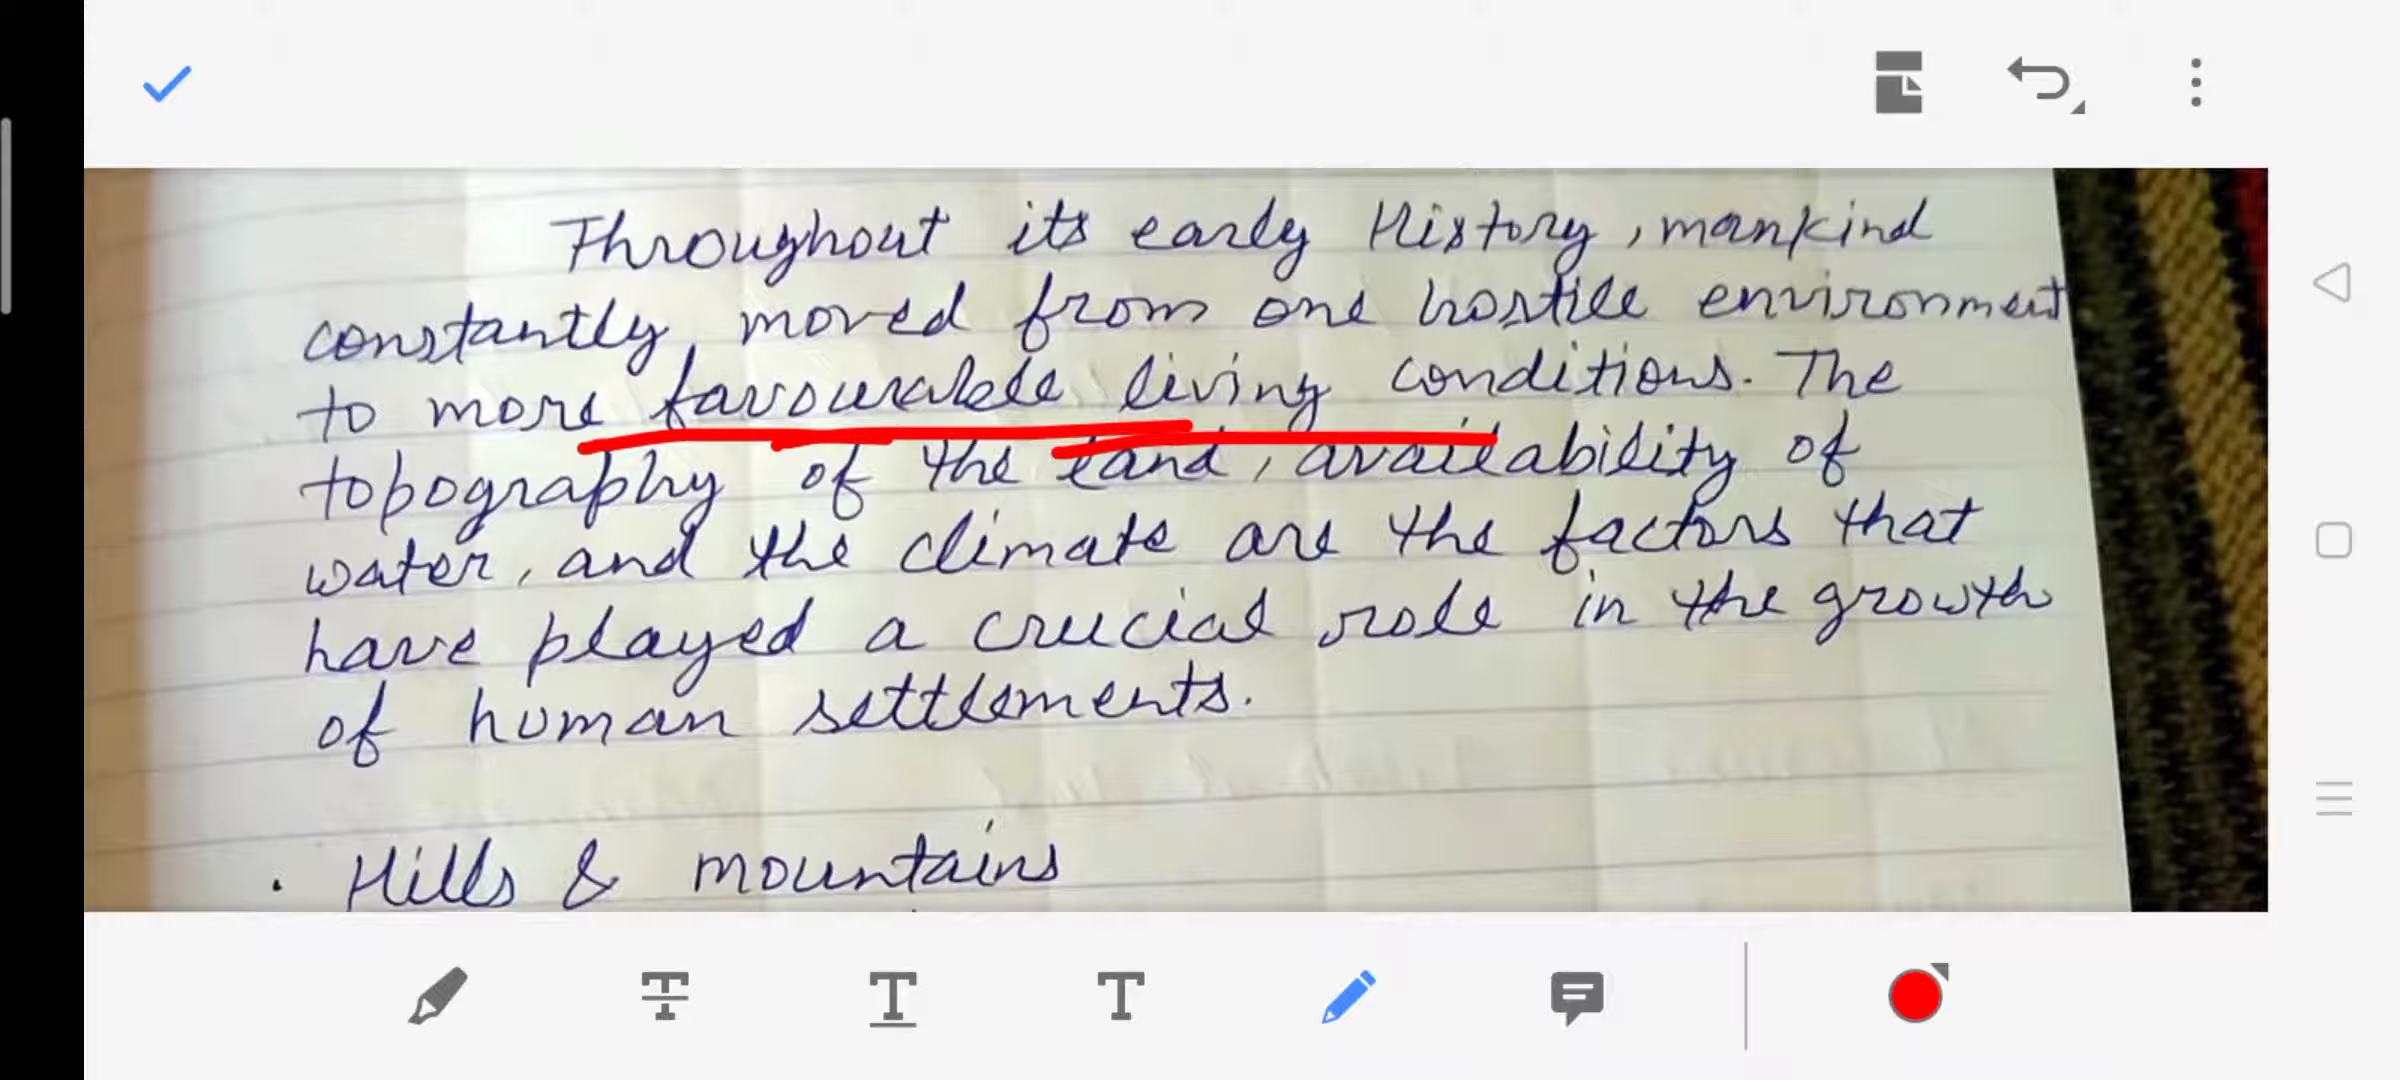 Throughout its early History, mankind
constantly moved from one hostile environment
to more favourable living conditions. The
topography of the land, availability of
water, and the climate are the factors that
have played a crucial role in the growth
of human settlements.
. Hills & mountains